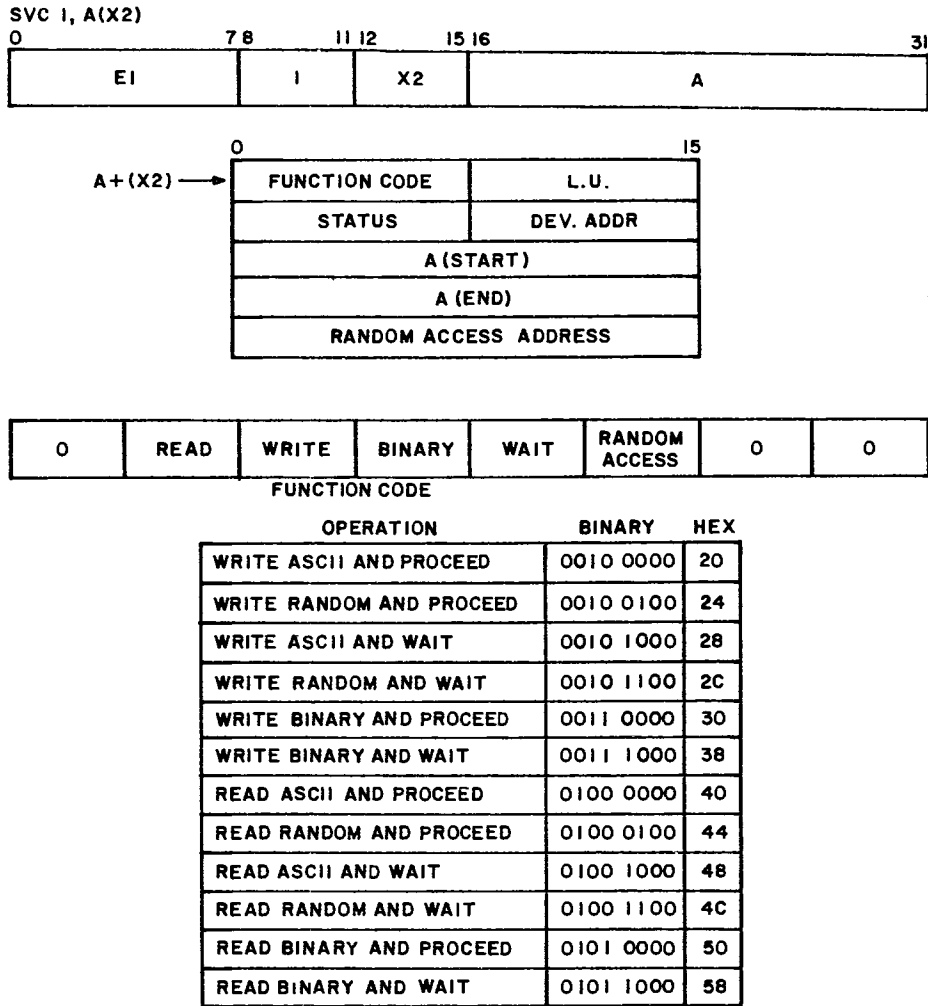 SVC 1, A(X2)
0 7 8 11 12 15 16 31
E1 1 X2 A
0 15
A+(X2) FUNCTION CODE L.U.
STATUS DEV. ADDR
A (START)
A (END)
RANDOM ACCESS ADDRESS
0 READ WRITE BINARY WAIT RANDOM ACCESS 0 0
FUNCTION CODE
OPERATION BINARY HEX
WRITE ASCII AND PROCEED 0010 0000 20
WRITE RANDOM AND PROCEED 0010 0100 24
WRITE ASCII AND WAIT 0010 1000 28
WRITE RANDOM AND WAIT 0010 1100 2C
WRITE BINARY AND PROCEED 0011 0000 30
WRITE BINARY AND WAIT 0011 1000 38
READ ASCII AND PROCEED 0100 0000 40
READ RANDOM AND PROCEED 0100 0100 44
READ ASCII AND WAIT 0100 1000 48
READ RANDOM AND WAIT 0100 1100 4C
READ BINARY AND PROCEED 0101 0000 50
READ BINARY AND WAIT 0101 1000 58